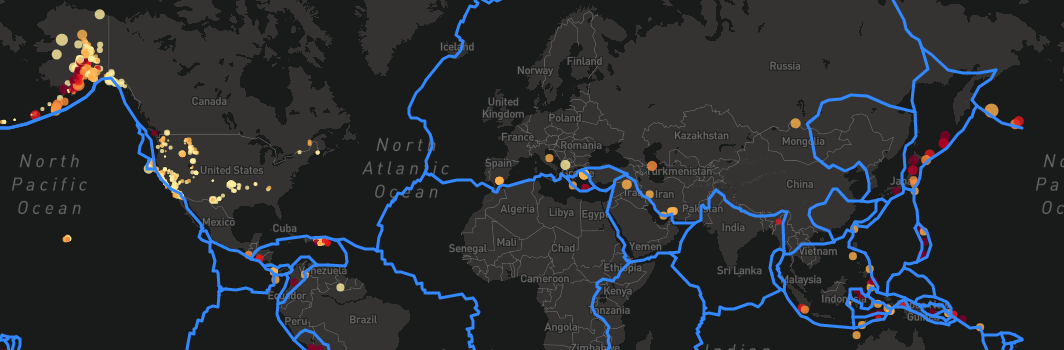 Iceland
Finland
Norway
Russia
Canada
United
Kingdom
Poland
Kazakhstan
France
Romania
Mongolia
North
Pacific
Ocean
North
Atlantic
Ocean
United States
Spain
Turkmenistan
China
Iran
Pakistan
Algeria
Libya
Egypt
Mexico
Cuba
India
Senegal
Mali
Chad
Yemen
Vietnam
Venezuela
Cameroon
Ethiopia
Sri Lanka
Malaysia
Ecuador
Kenya
Indonesia
Peru
Brazil
Tanzania
Angola